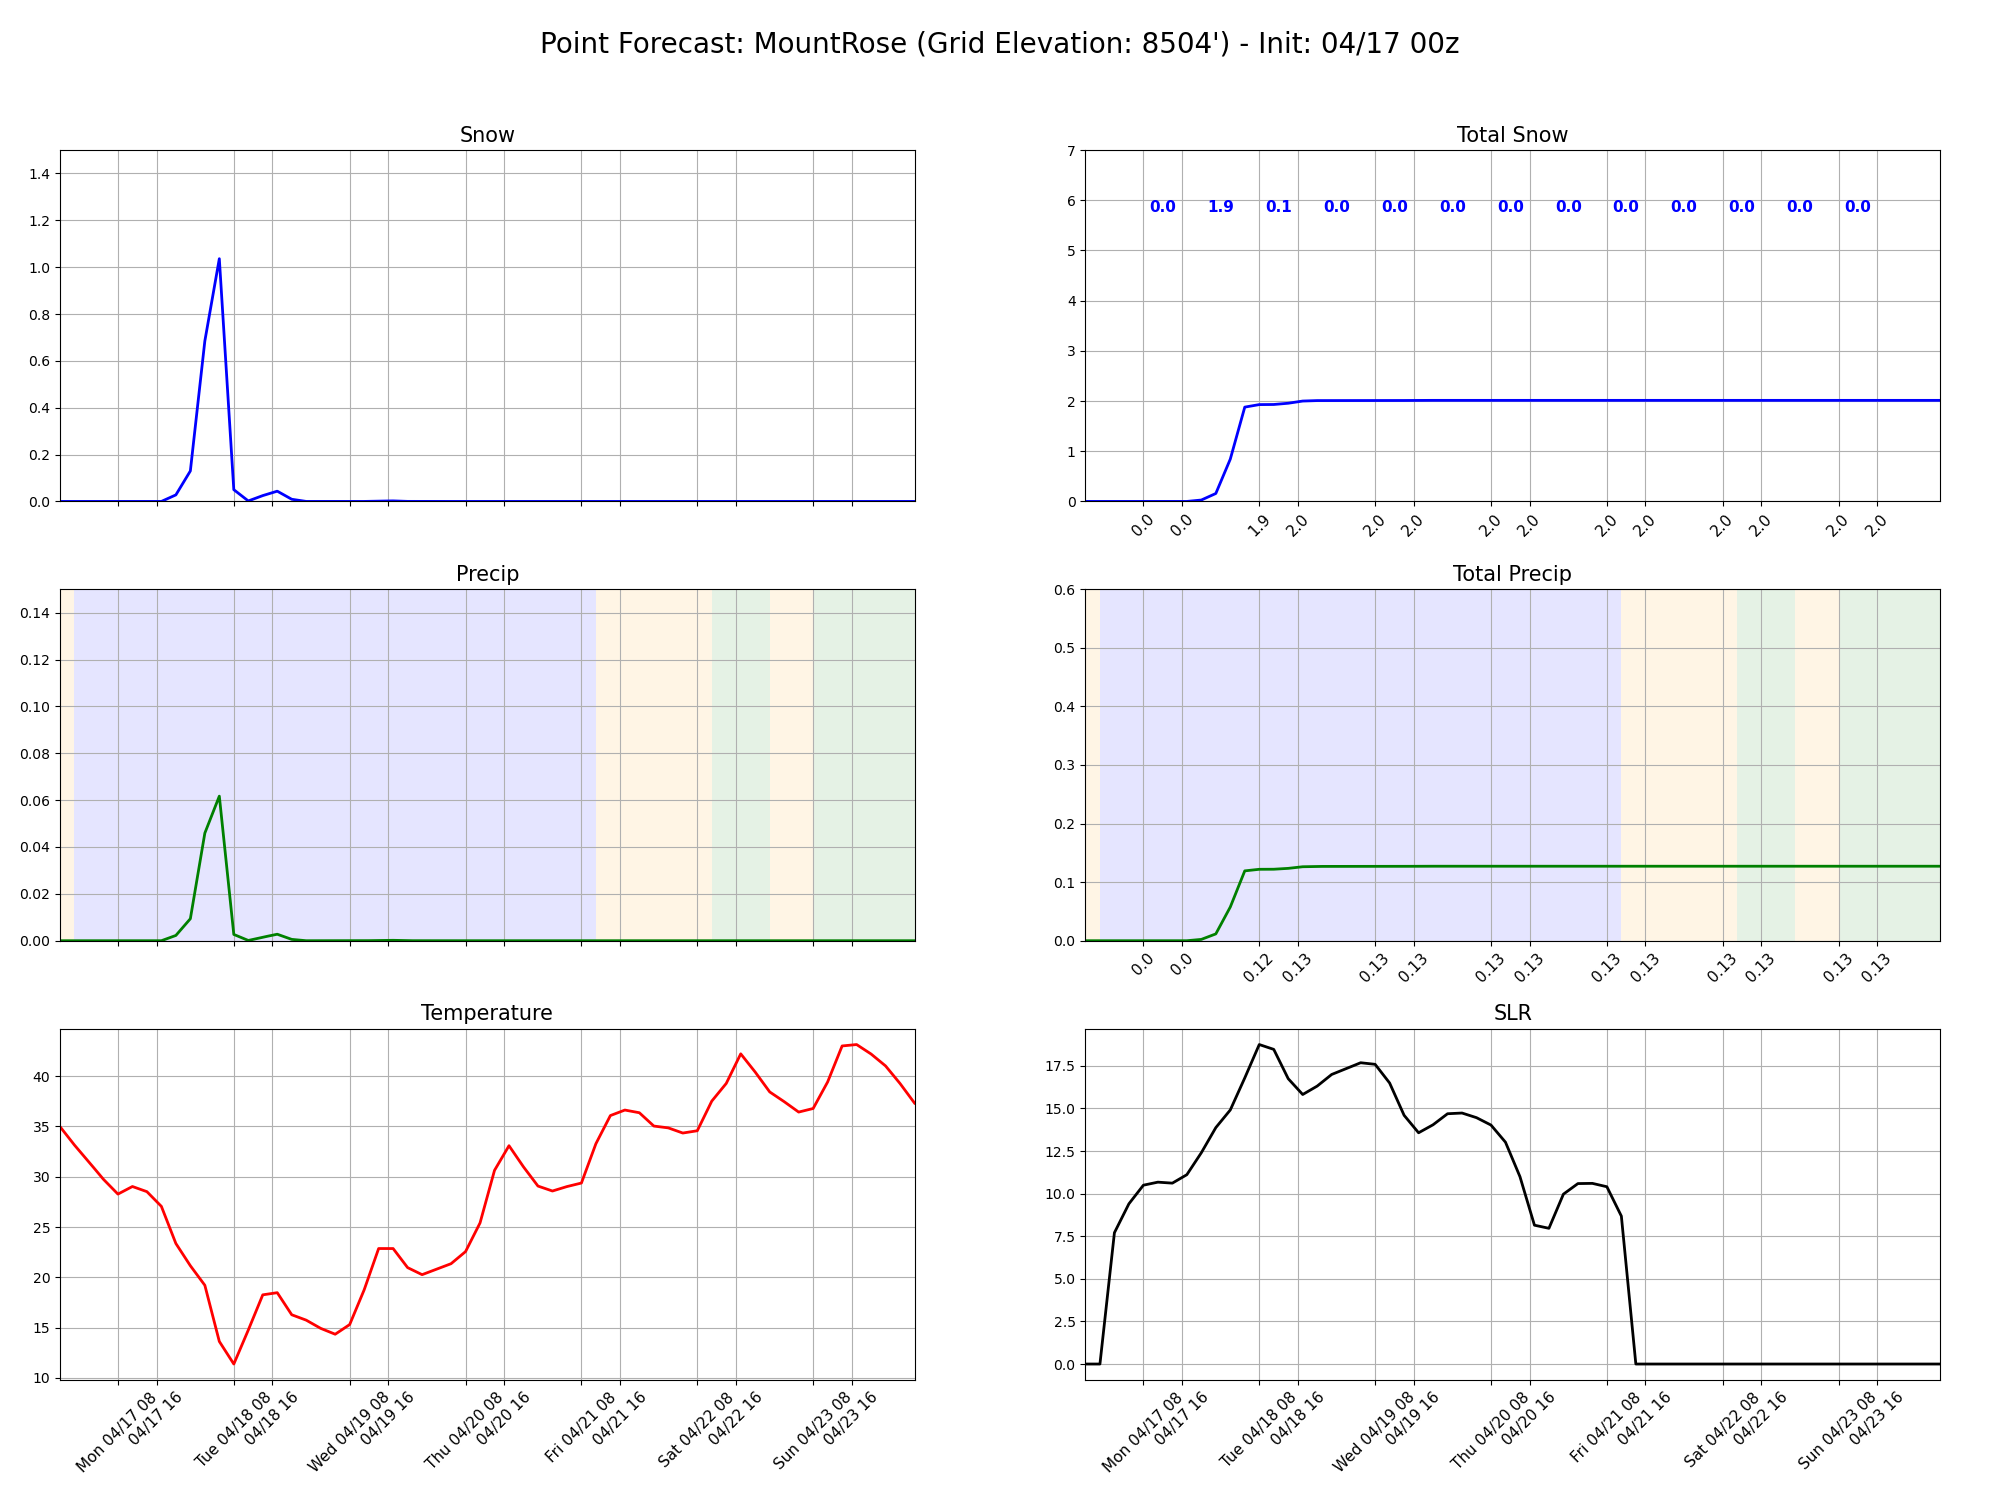 Point Forecast: MountRose (Grid Elevation: 8504') - Init: 04/17 00z
Snow
1.4
1.2
1.0
0.8
0.6
0.4
0.2
0.0
Total Snow
7
6
5
4
3
2
1
0
0.0 1.9 0.1 0.0 0.0 0.0 0.0 0.0 0.0 0.0 0.0 0.0 0.0
0.0 0.0 1.9 2.0 2.0 2.0 2.0 2.0 2.0 2.0 2.0 2.0 2.0 2.0
Precip
0.14
0.12
0.10
0.08
0.06
0.04
0.02
0.00
Total Precip
0.6
0.5
0.4
0.3
0.2
0.1
0.0
0.0 0.0 0.12 0.13 0.13 0.13 0.13 0.13 0.13 0.13 0.13 0.13 0.13 0.13
Temperature
40
35
30
25
20
15
10
Mon 04/17 08
04/17 16
Tue 04/18 08
04/18 16
Wed 04/19 08
04/19 16
Thu 04/20 08
04/20 16
Fri 04/21 08
04/21 16
Sat 04/22 08
04/22 16
Sun 04/23 08
04/23 16
SLR
17.5
15.0
12.5
10.0
7.5
5.0
2.5
0.0
Mon 04/17 08
04/17 16
Tue 04/18 08
04/18 16
Wed 04/19 08
04/19 16
Thu 04/20 08
04/20 16
Fri 04/21 08
04/21 16
Sat 04/22 08
04/22 16
Sun 04/23 08
04/23 16